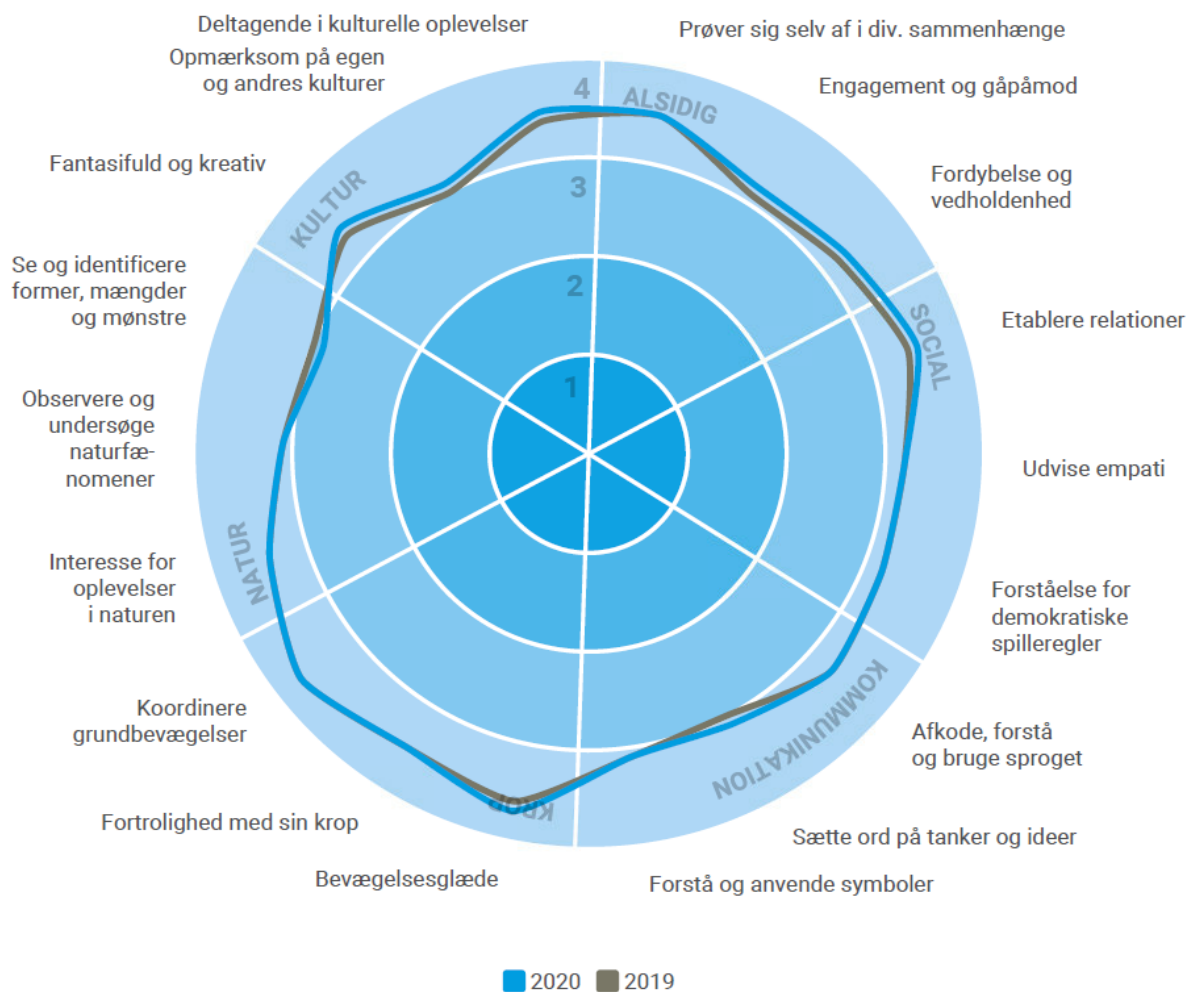 Deltagende i kulturelle oplevelser
Prøver sig selv af i div. sammenhænge
Opmærksom på egen
og andres kulturer
Engagement og gåpåmod
Fantasifuld og kreativ
Fordybelse og
vedholdenhed
Se og identificere
former, mængder
og mønstre
Etablere relationer
Observere og
undersøge
naturfæ-
nomener
Udvise empati
Interesse for
oplevelser
i naturen
Forståelse for
demokratiske
spilleregler
Koordinere
grundbevægelser
Afkode, forstå
og bruge sproget
Fortrolighed med sin krop
Sætte ord på tanker og ideer
Bevægelsesglæde
Forstå og anvende symboler
4
3
2
1
ALSIDIG
SOCIAL
KOMMUNIKATION
KROP
NATUR
KULTUR
2020
2019